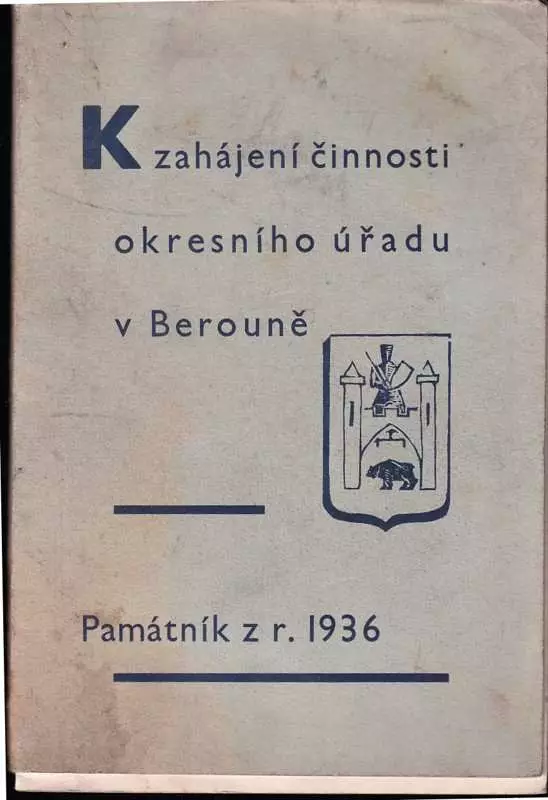 K zahájení činnosti
okresního úřadu
v Berouně
Památník z r. 1936